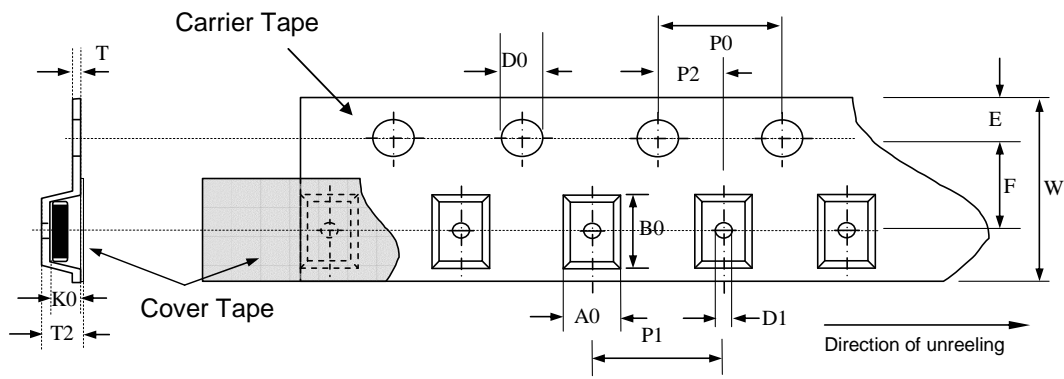 Carrier Tape
T
D0
P0
P2
E
F
W
B0
K0
Cover Tape
T2
A0
D1
P1
Direction of unreeling